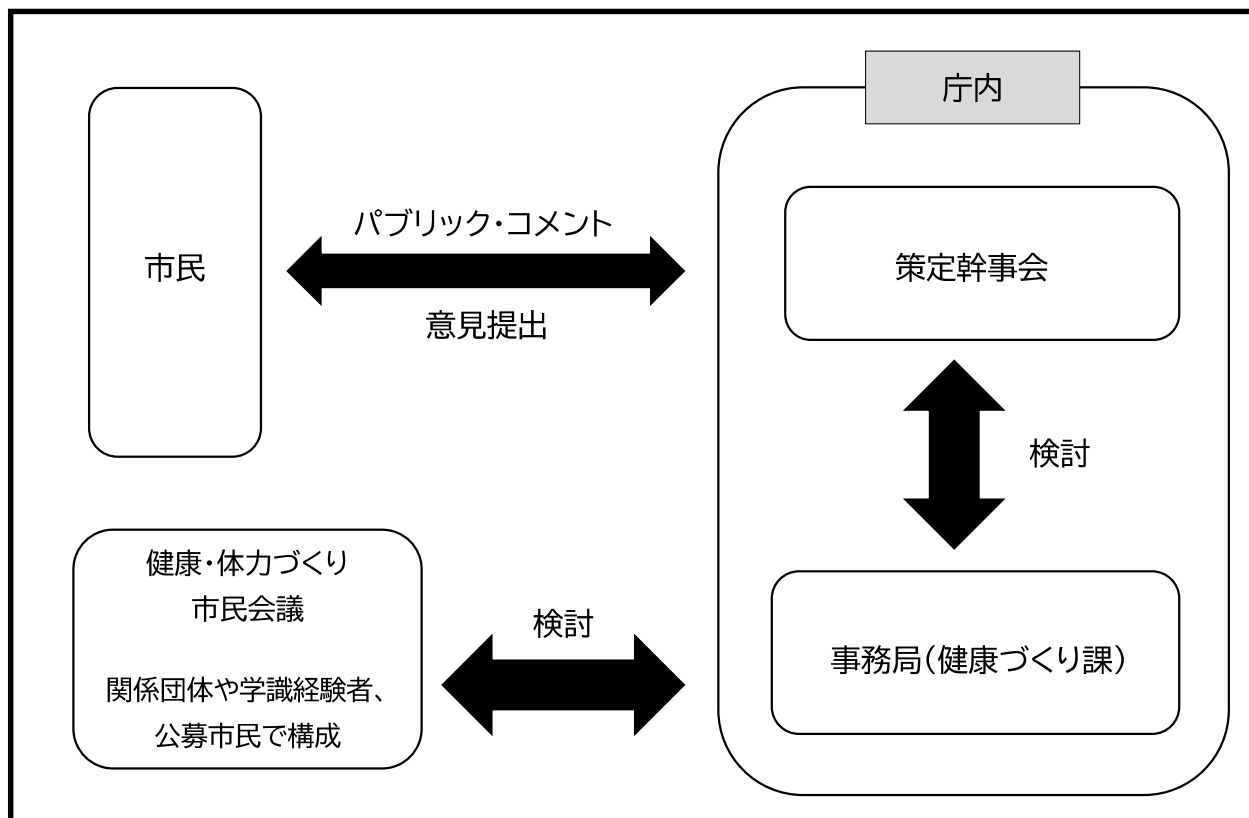 庁内
市民
パブリック・コメント
意見提出
策定幹事会
検討
健康・体力づくり
市民会議
関係団体や学識経験者、
公募市民で構成
検討
事務局（健康づくり課）